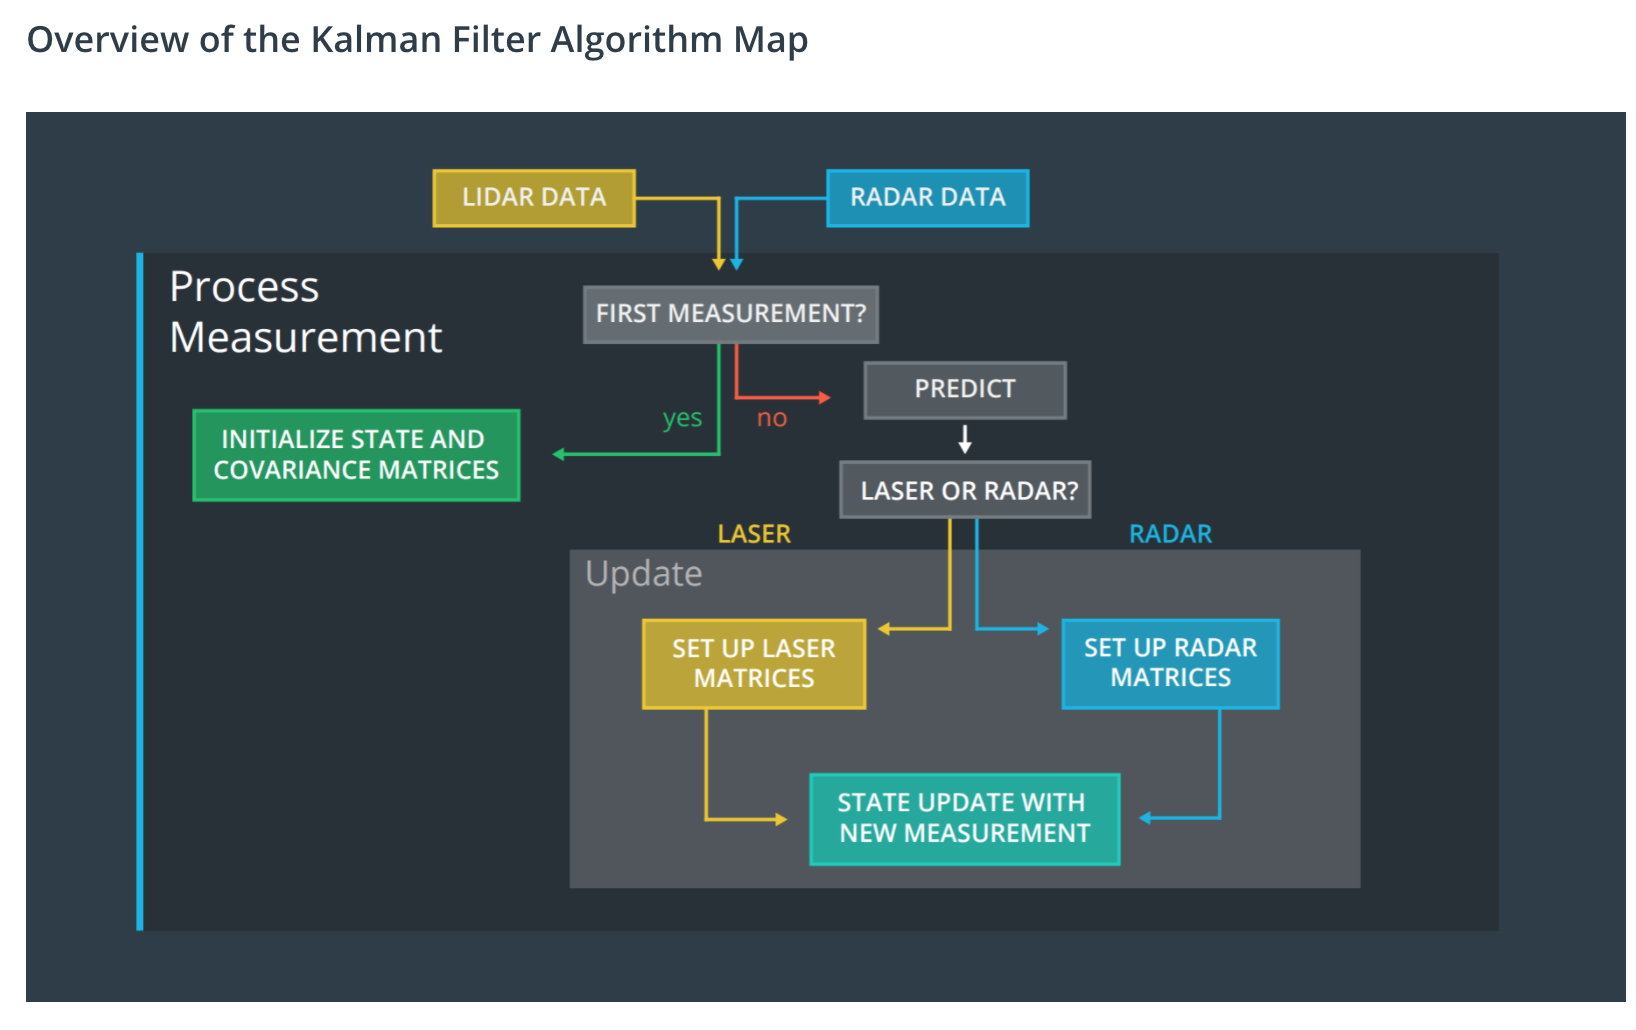 Overview of the Kalman Filter Algorithm Map
LIDAR DATA
RADAR DATA
Process
Measurement
FIRST MEASUREMENT?
yes
no
PREDICT
INITIALIZE STATE AND
COVARIANCE MATRICES
LASER OR RADAR?
LASER
RADAR
Update
SET UP LASER
MATRICES
SET UP RADAR
MATRICES
STATE UPDATE WITH
NEW MEASUREMENT